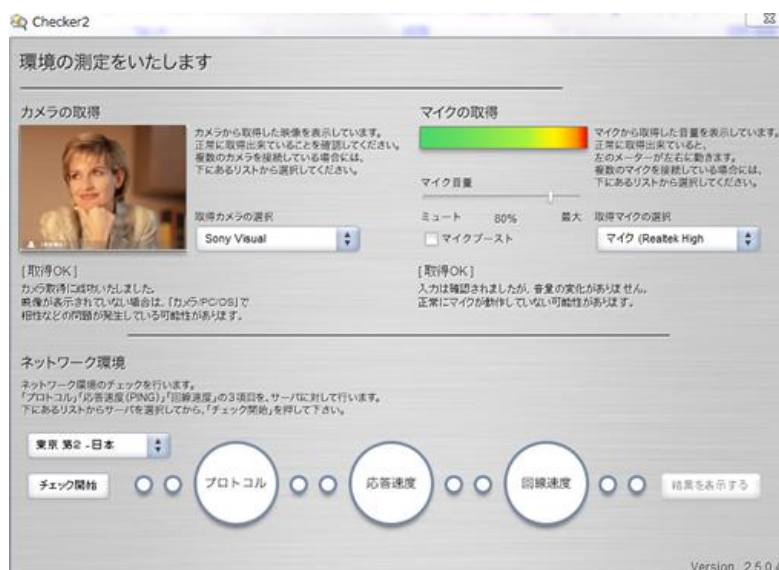 Checker2
環境の測定をいたします
カメラの取得
カメラから取得した映像を表示しています。
正常に取得出来ていることを確認してください。
複数のカメラを接続している場合には、
下にあるリストから選択してください。
取得カメラの選択
Sony Visual
[取得OK]
カメラ取得に成功いたしました。
映像が表示されていない場合は、「カメラ/PC/OS」で
相性などの問題が発生している可能性があります。
マイクの取得
マイクから取得した音量を表示しています。
正常に取得出来ていると、
左のメーターが左右に動きます。
複数のマイクを接続している場合には、
下にあるリストから選択してください。
マイク音量
ミュート 80% 最大
マイクブースト
取得マイクの選択
マイク (Realtek High
[取得OK]
入力は確認されましたが、音量の変化がありません。
正常にマイクが動作していない可能性があります。
ネットワーク環境
ネットワーク環境のチェックを行います。
「プロトコル」「応答速度(PING)」「回線速度」の3項目を、サーバに対して行います。
下にあるリストからサーバを選択してから、「チェック開始」を押して下さい。
東京 第2 -日本
チェック開始
プロトコル
応答速度
回線速度
結果を表示する
Version 2.5.0.4